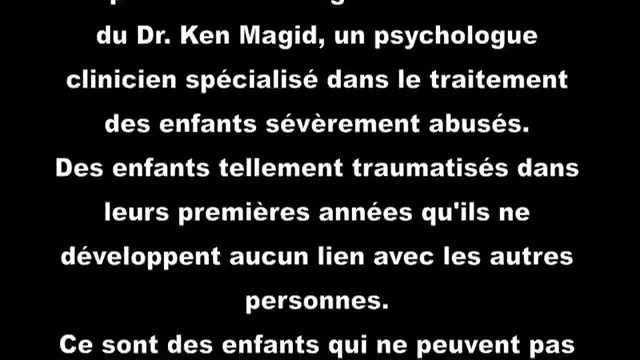 du Dr. Ken Magid, un psychologue
clinicien spécialisé dans le traitement
des enfants sévèrement abusés.
Des enfants tellement traumatisés dans
leurs premières années qu'ils ne
développent aucun lien avec les autres
personnes.
Ce sont des enfants qui ne peuvent pas